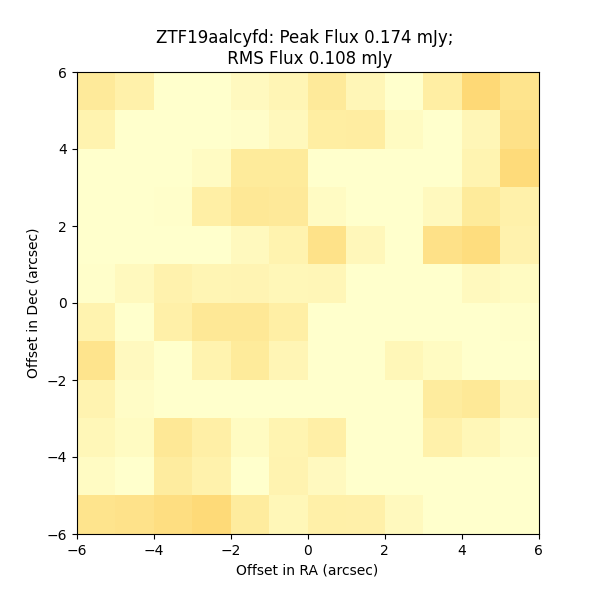 ZTF19aalcyfd: Peak Flux 0.174 mJy;
RMS Flux 0.108 mJy
6
4
2
0
−2
−4
−6
Offset in Dec (arcsec)
−6 −4 −2 0 2 4 6
Offset in RA (arcsec)